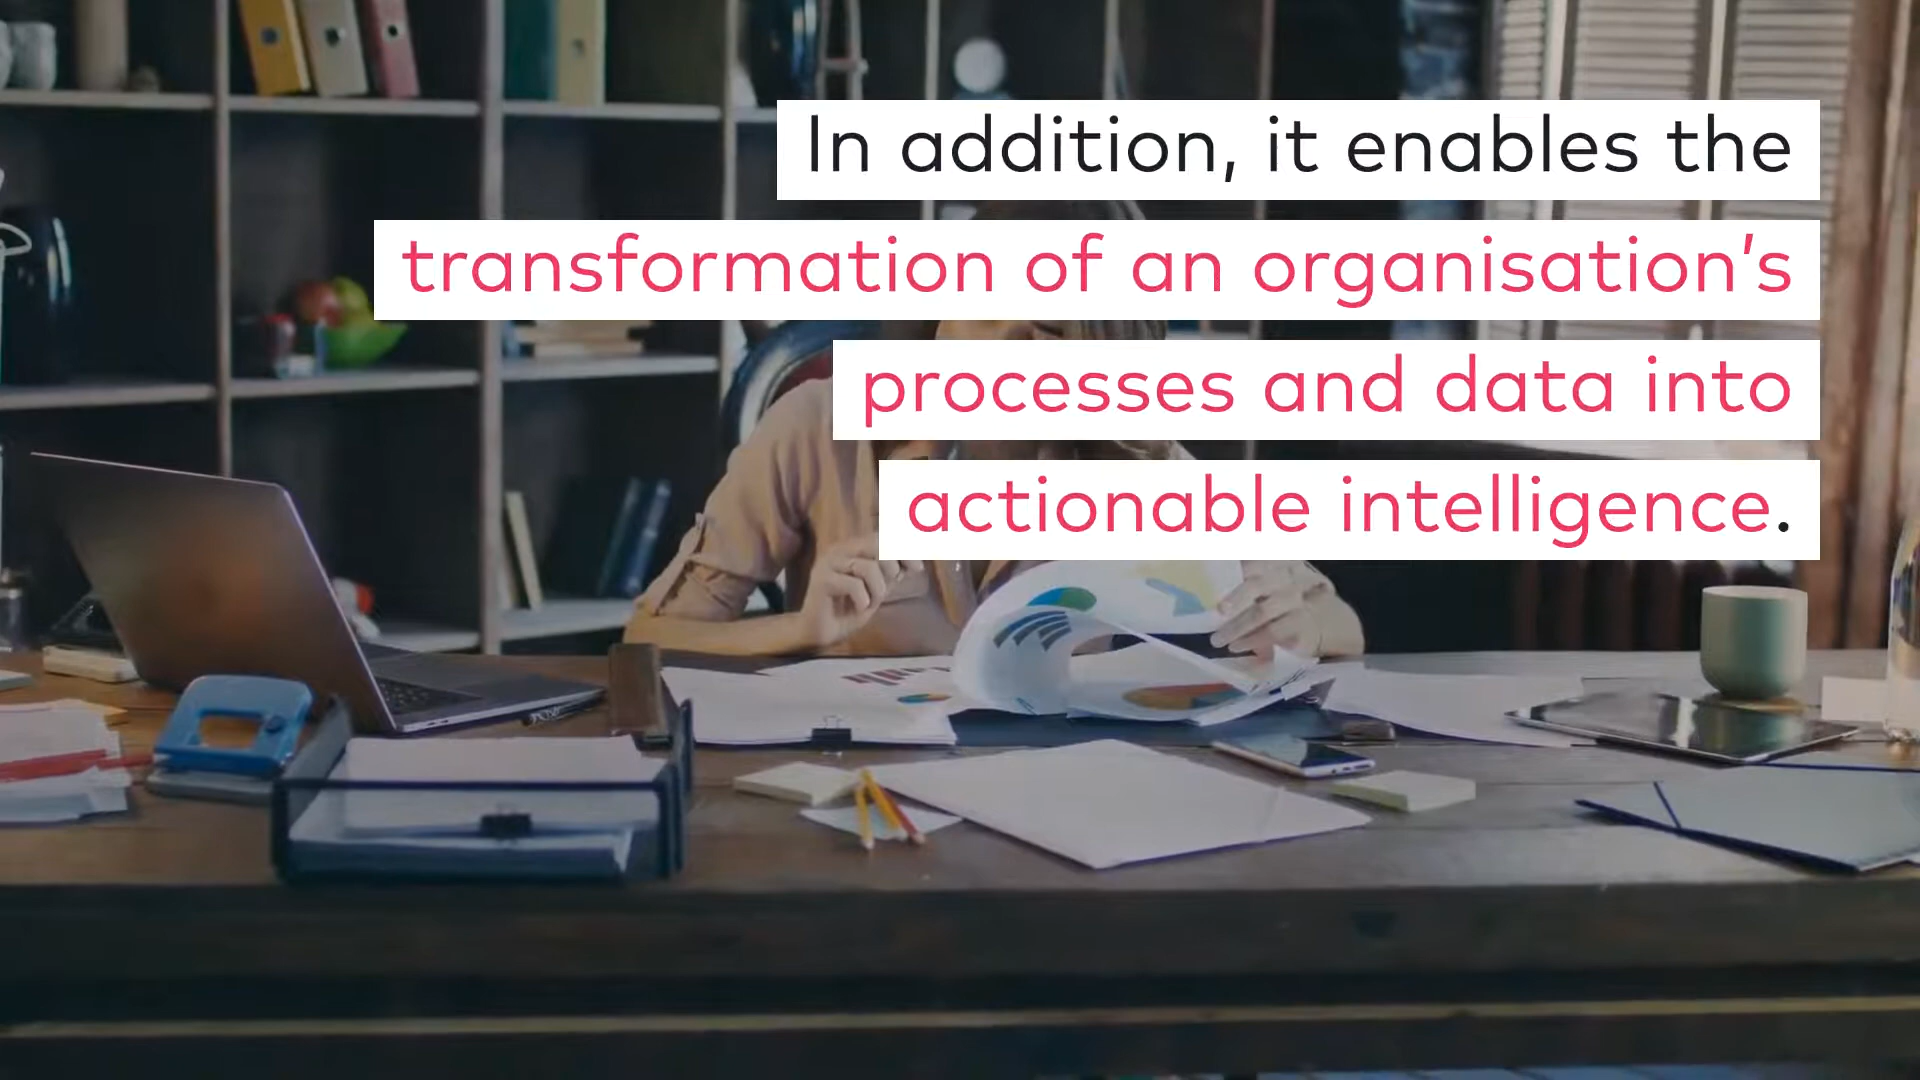 In addition, it enables the
transformation of an organisation’s
processes and data into
actionable intelligence.